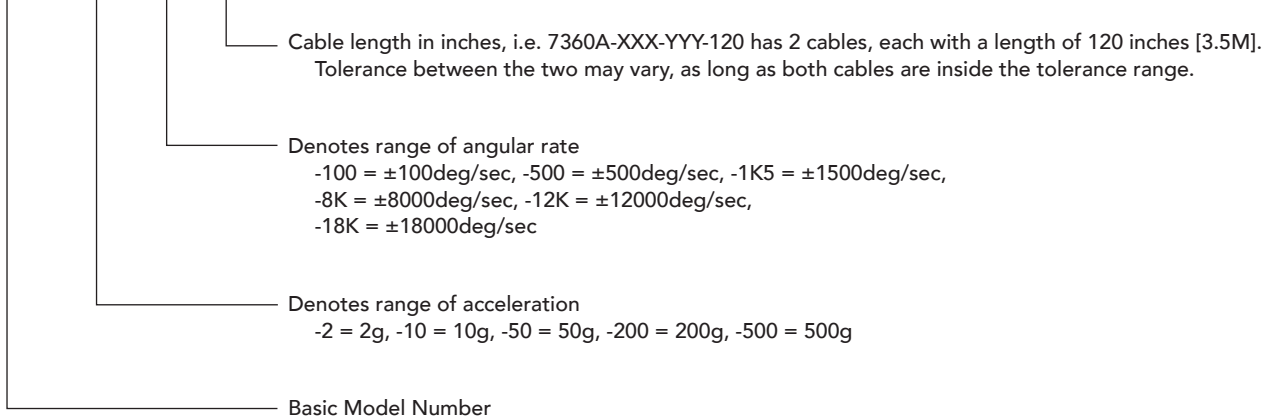 Cable length in inches, i.e. 7360A-XXX-YYY-120 has 2 cables, each with a length of 120 inches [3.5M].
Tolerance between the two may vary, as long as both cables are inside the tolerance range.
Denotes range of angular rate
-100 = ±100deg/sec, -500 = ±500deg/sec, -1K5 = ±1500deg/sec,
-8K = ±8000deg/sec, -12K = ±12000deg/sec,
-18K = ±18000deg/sec
Denotes range of acceleration
-2 = 2g, -10 = 10g, -50 = 50g, -200 = 200g, -500 = 500g
Basic Model Number